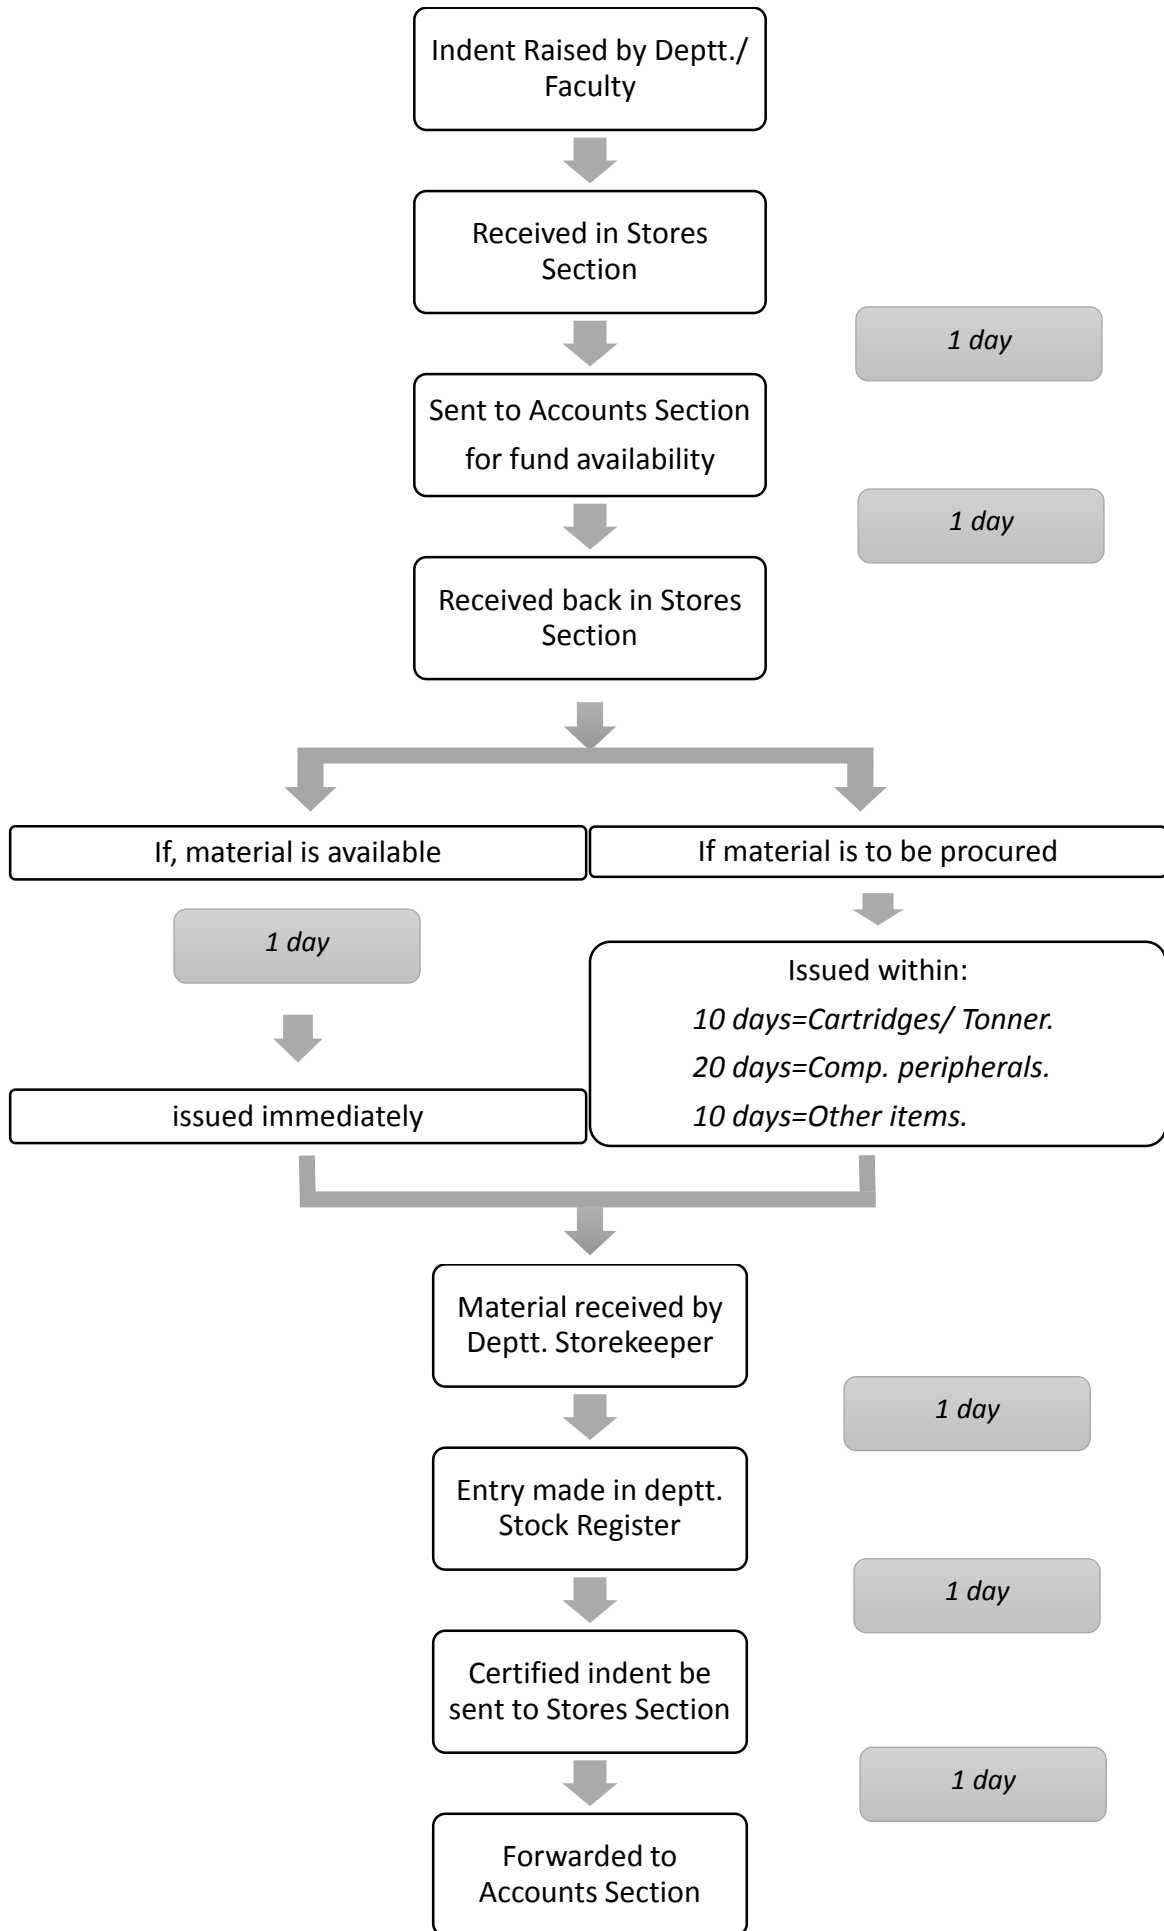 Indent Raised by Deptt./
Faculty
Received in Stores
Section
1 day
Sent to Accounts Section
for fund availability
1 day
Received back in Stores
Section
If, material is available
If material is to be procured
1 day
Issued within:
10 days=Cartridges/ Tonner.
20 days=Comp. peripherals.
10 days=Other items.
issued immediately
Material received by
Deptt. Storekeeper
1 day
Entry made in deptt.
Stock Register
1 day
Certified indent be
sent to Stores Section
1 day
Forwarded to
Accounts Section